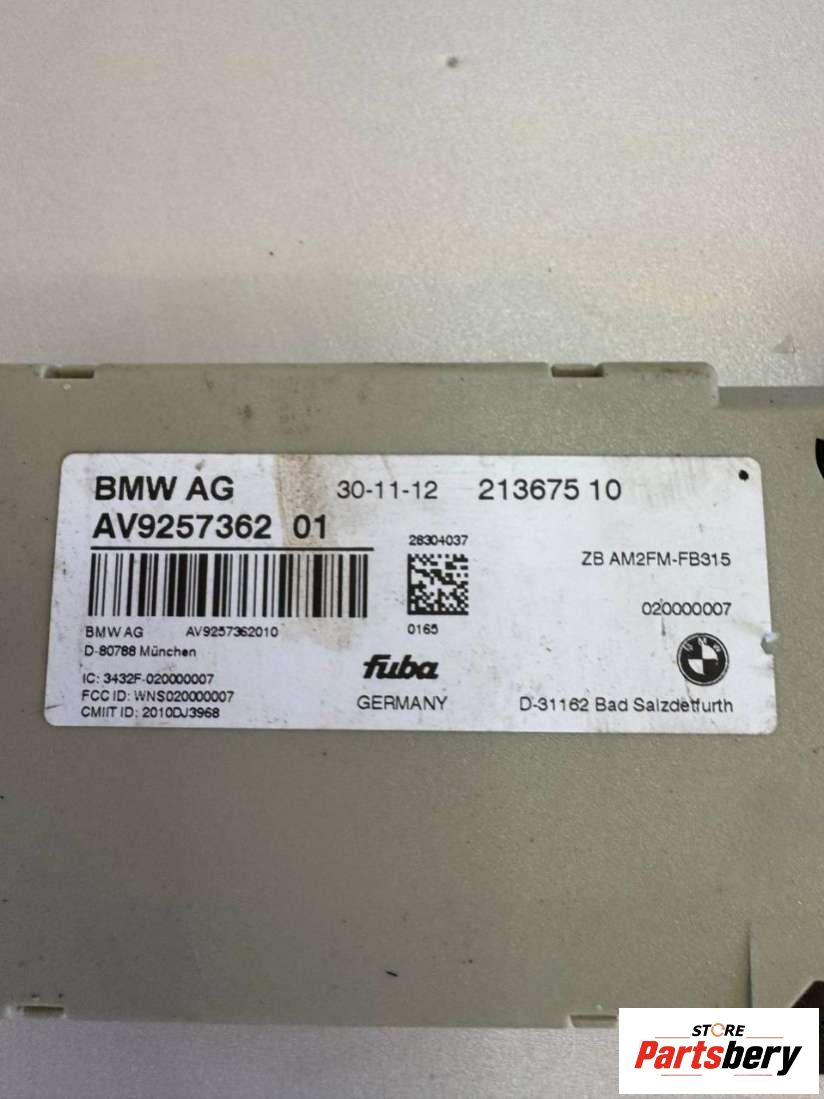 BMW AG 30-11-12 213675 10
AV9257362 01
28304037
ZB AM2FM-FB315
020000007
0165
BMW AG AV9257362010
D-80788 München
IC: 3432F-020000007
FCC ID: WNS020000007
CMIIT ID: 2010DJ3968
fuba
GERMANY
BMW
D-31162 Bad Salzdetfurth
STORE
Partsbery